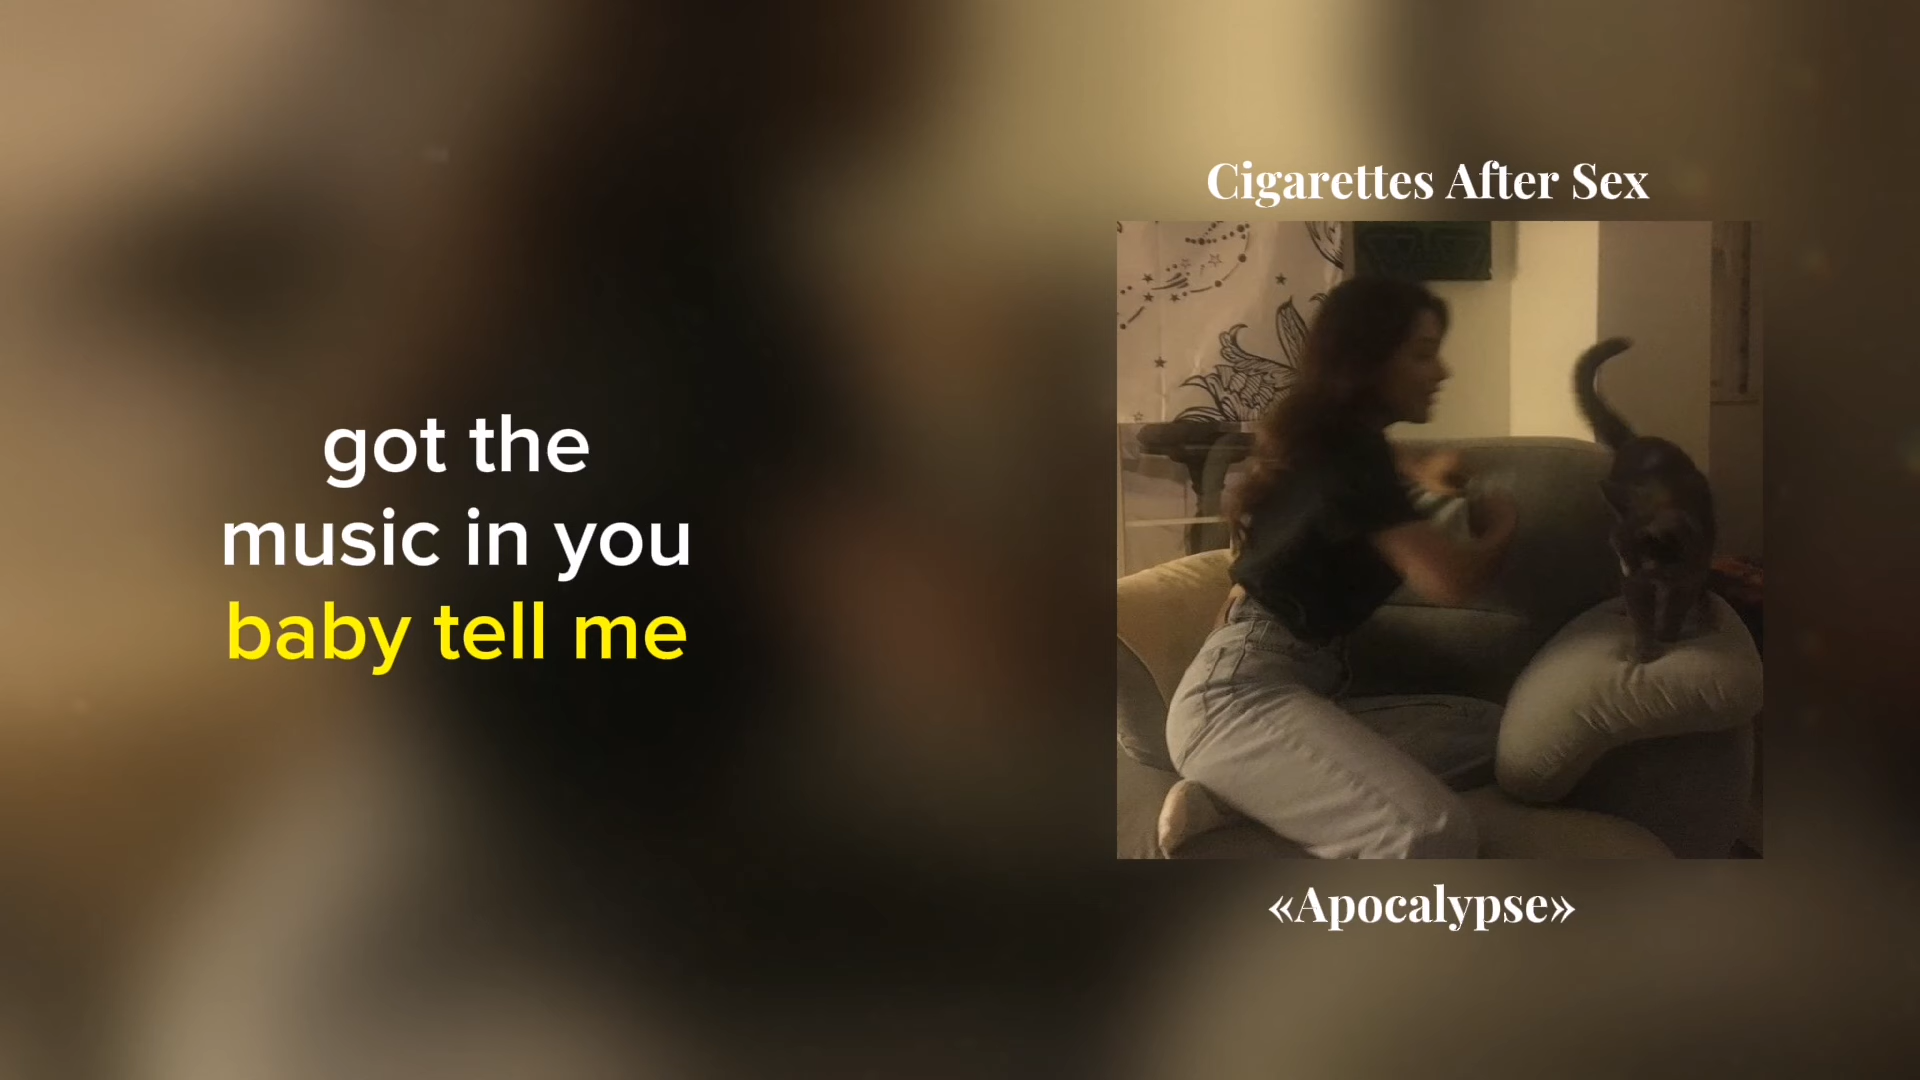 got the
music in you
baby tell me
Cigarettes After Sex
«Apocalypse»